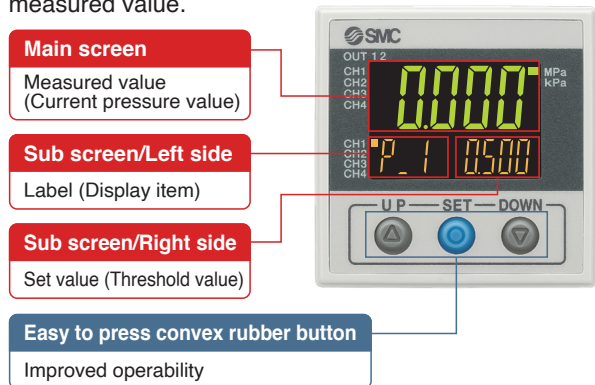 measured value.
Main screen
Measured value
(Current pressure value)
Sub screen/Left side
Label (Display item)
Sub screen/Right side
Set value (Threshold value)
Easy to press convex rubber button
Improved operability
SMC
OUT 1 2
CH1
CH2
CH3
CH4
0.000
MPa
kPa
CH1
CH2
CH3
CH4
P_1
0.500
UP
SET
DOWN